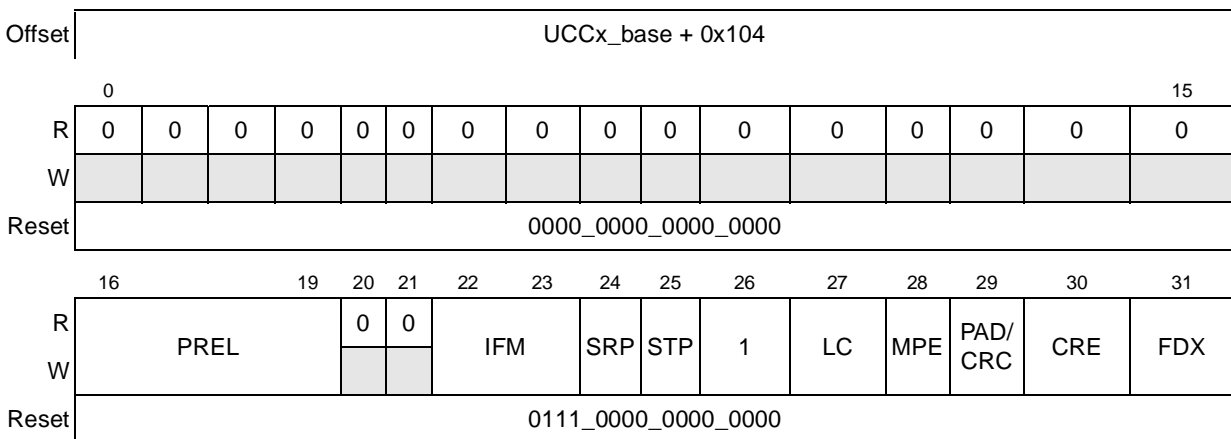 Offset UCCx_base + 0x104
0 15
R 0 0 0 0 0 0 0 0 0 0 0 0 0 0 0 0
W
Reset 0000_0000_0000_0000
16 19 20 21 22 23 24 25 26 27 28 29 30 31
R PREL 0 0 IFM SRP STP 1 LC MPE PAD/ CRC CRE FDX
W
Reset 0111_0000_0000_0000